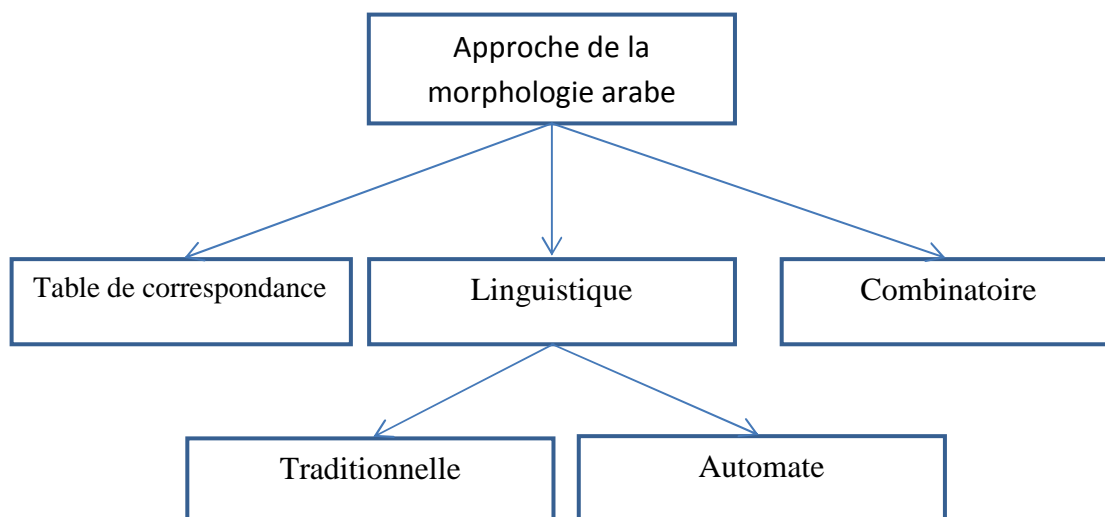 Approche de la
morphologie arabe
Table de correspondance
Linguistique
Combinatoire
Traditionnelle
Automate